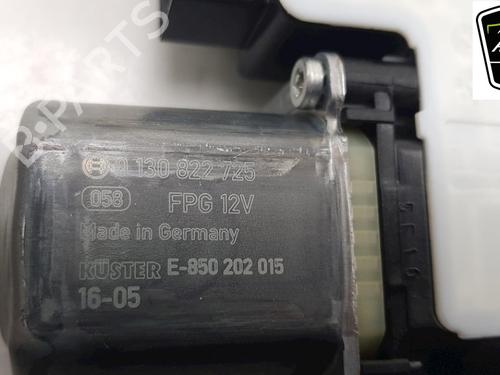 0 130 822 725
058 FPG 12V
Made in Germany
KÜSTER E-850 202 015
16-05
B-PARTS